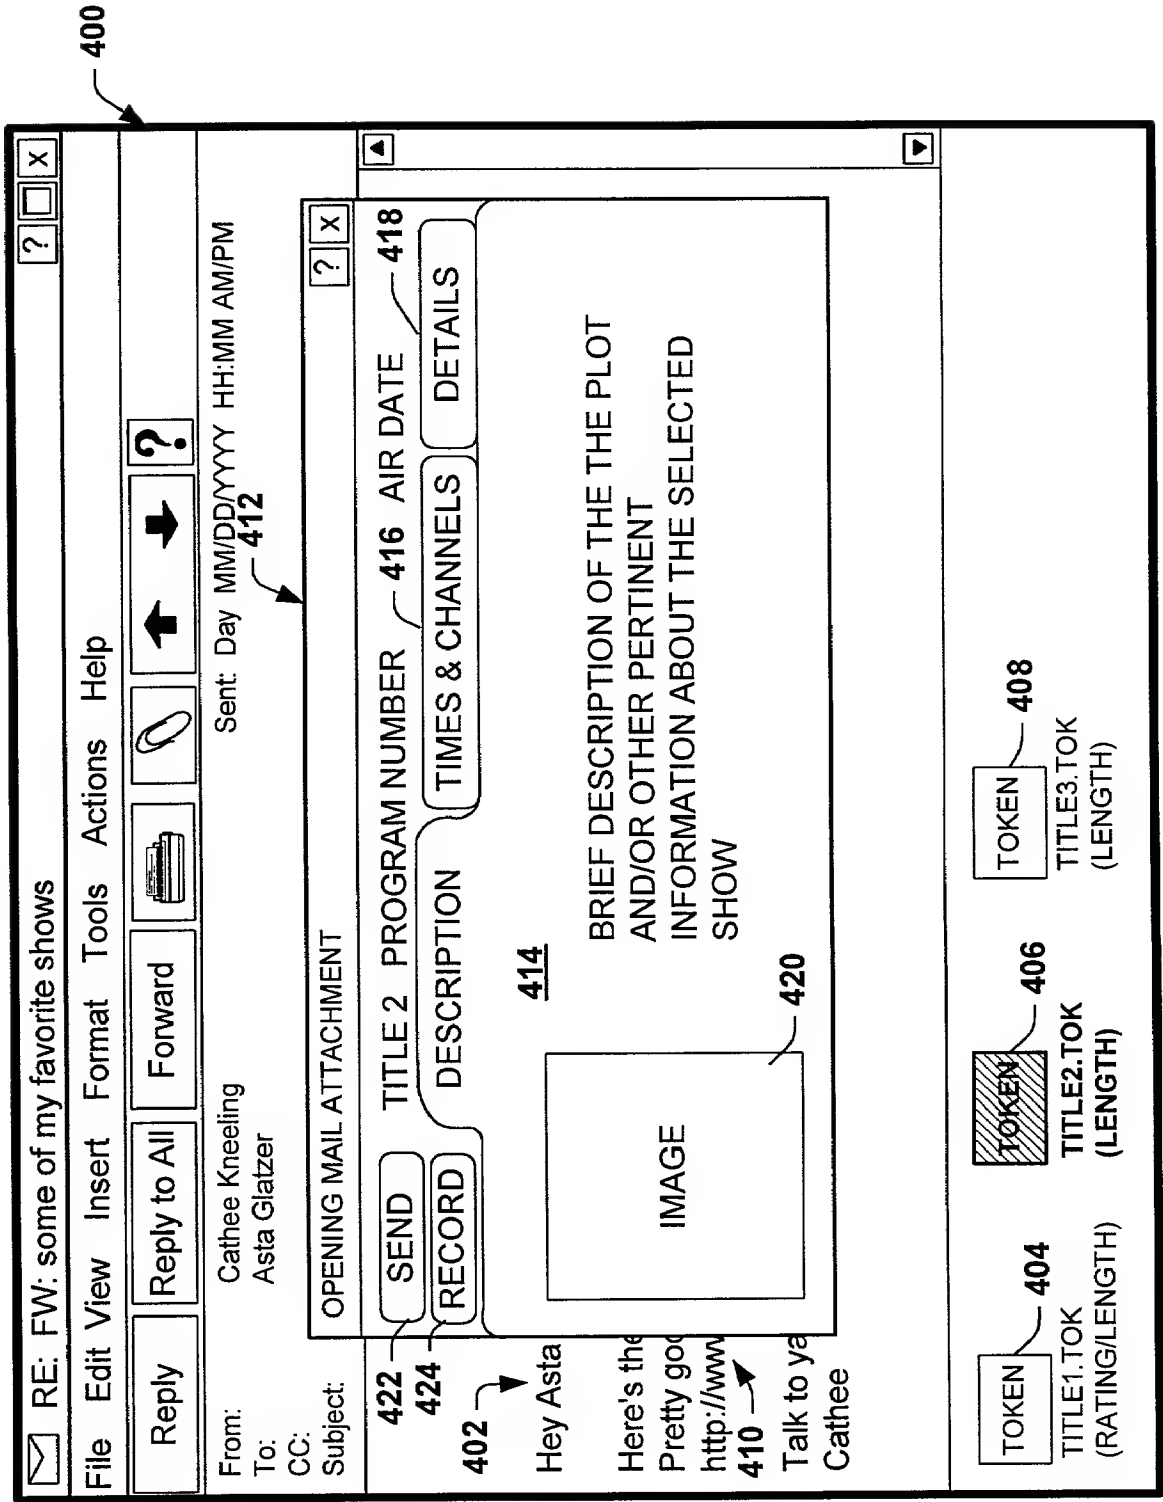 400
RE: FW: some of my favorite shows
? X
File Edit View Insert Format Tools Actions Help
Reply Reply to All Forward ?
From: Cathee Kneeling Sent: Day MM/DD/YYYY HH:MM AM/PM
To: Asta Glatzer
CC:
Subject:
412
OPENING MAIL ATTACHMENT ? X
422 SEND TITLE 2 PROGRAM NUMBER 416 AIR DATE 418
424 RECORD DESCRIPTION TIMES & CHANNELS DETAILS
402
Hey Asta
414
IMAGE
BRIEF DESCRIPTION OF THE THE PLOT
AND/OR OTHER PERTINENT
INFORMATION ABOUT THE SELECTED
SHOW
420
Here's the
Pretty goo
http://www
410
Talk to ya
Cathee
TOKEN 404
TITLE1.TOK
(RATING/LENGTH)
TOKEN 406
TITLE2.TOK
(LENGTH)
TOKEN 408
TITLE3.TOK
(LENGTH)